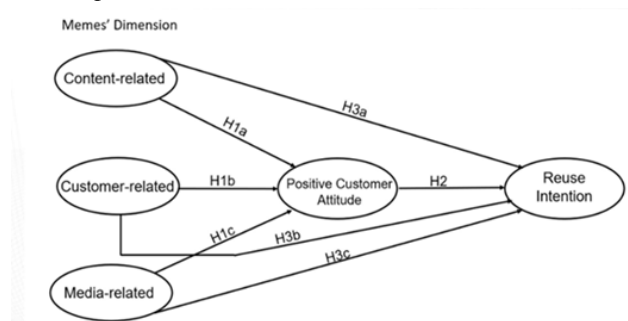 Memes' Dimension
Content-related
H3a
H1a
Customer-related
H1b
Positive Customer
Attitude
H2
Reuse
Intention
H1c
H3b
H3c
Media-related